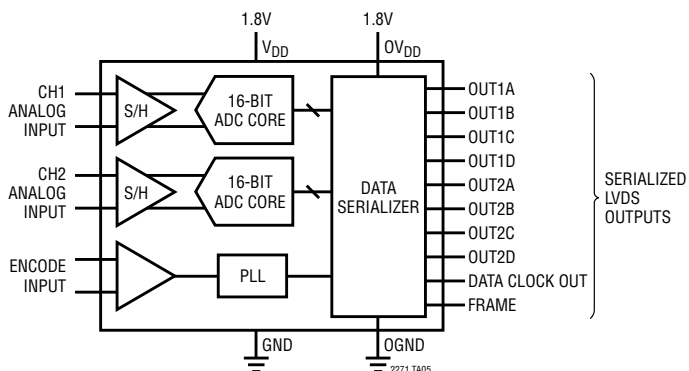 1.8V
1.8V
VDD
OVDD
CH1
ANALOG
INPUT
S/H
16-BIT
ADC CORE
CH2
ANALOG
INPUT
S/H
16-BIT
ADC CORE
ENCODE
INPUT
PLL
DATA
SERIALIZER
OUT1A
OUT1B
OUT1C
OUT1D
OUT2A
OUT2B
OUT2C
OUT2D
DATA CLOCK OUT
FRAME
SERIALIZED
LVDS
OUTPUTS
GND
OGND
2271 TA05